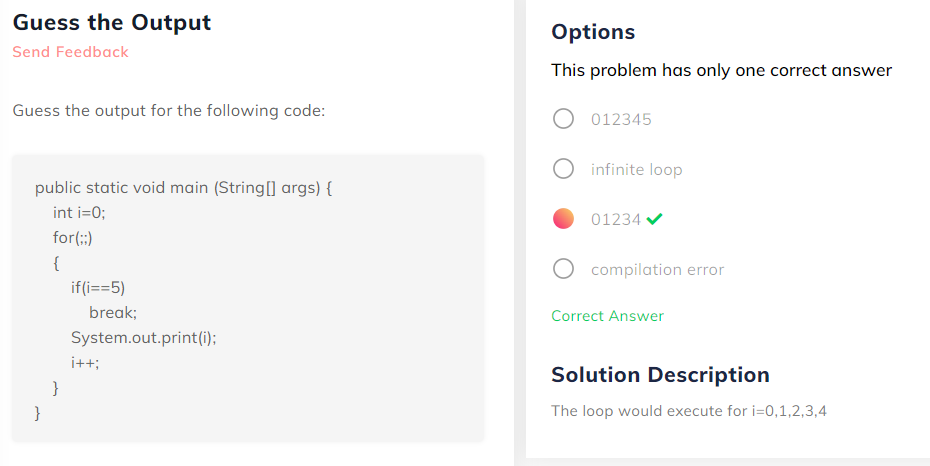 Guess the Output
Send Feedback
Guess the output for the following code:
public static void main (String[] args) {
int i=0;
for(;;)
{
if(i==5)
break;
System.out.print(i);
i++;
}
}
Options
This problem has only one correct answer
012345
infinite loop
01234
compilation error
Correct Answer
Solution Description
The loop would execute for i=0,1,2,3,4